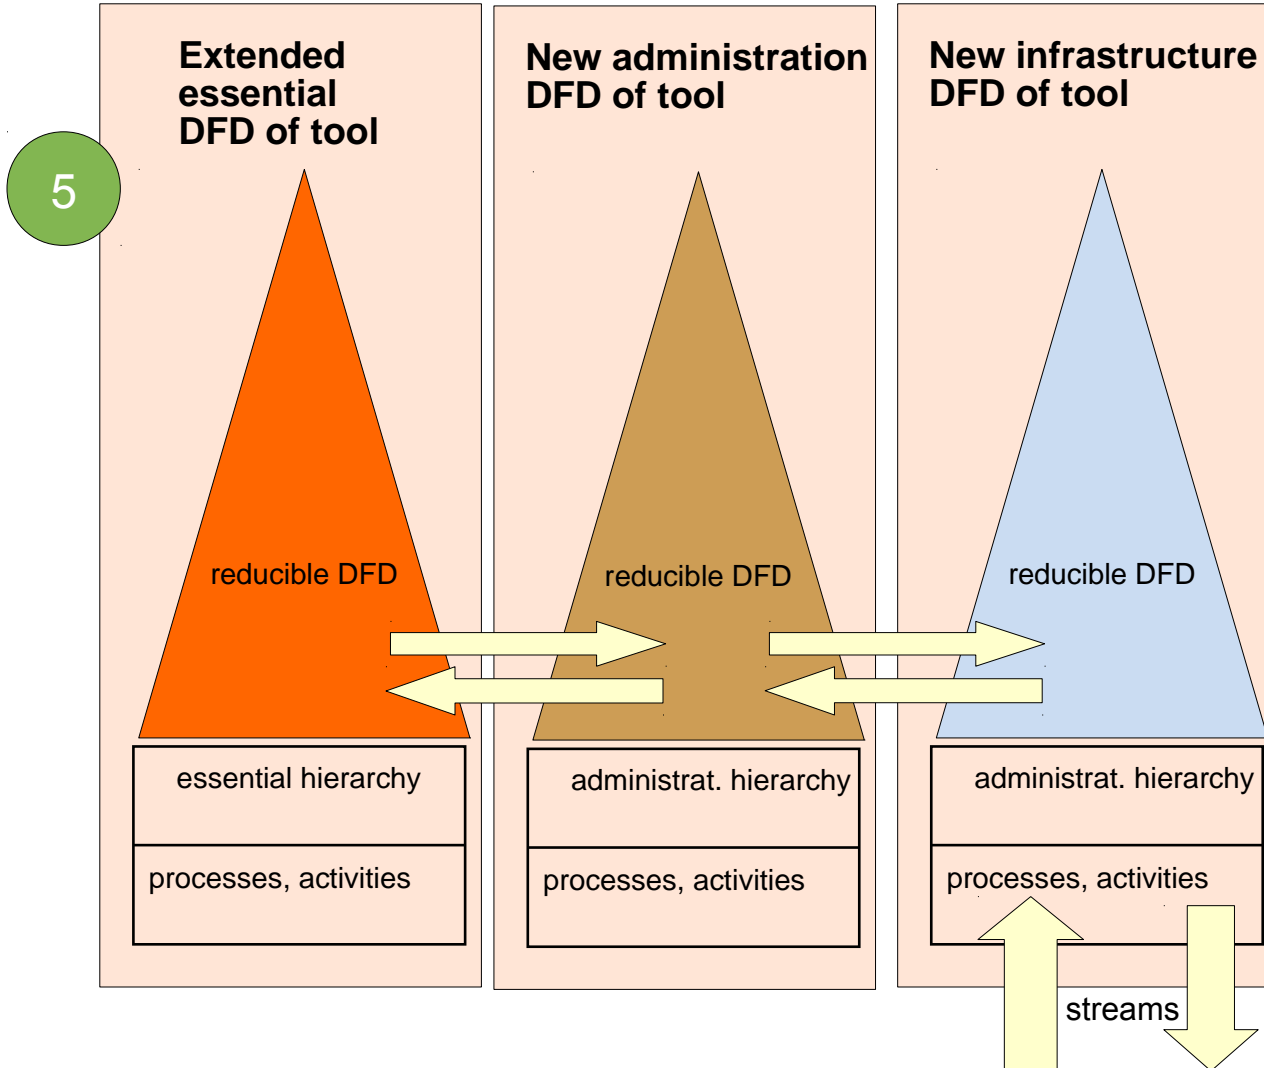 Extended
essential
DFD of tool
New administration
DFD of tool
New infrastructure
DFD of tool
5
reducible DFD
reducible DFD
reducible DFD
essential hierarchy
administrat. hierarchy
administrat. hierarchy
processes, activities
processes, activities
processes, activities
streams